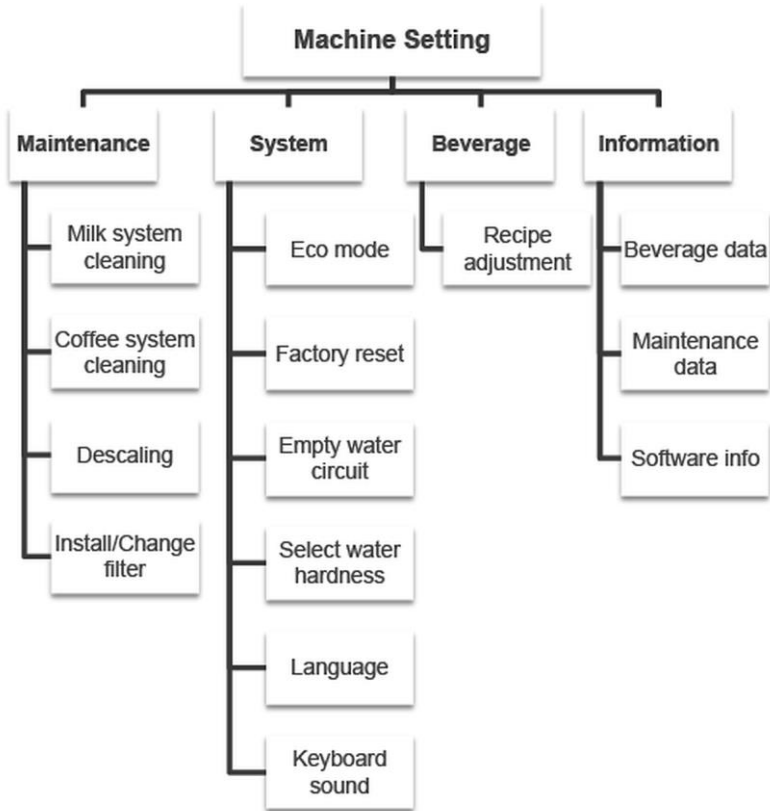 Machine Setting
Maintenance
System
Beverage
Information
Milk system
cleaning
Coffee system
cleaning
Descaling
Install/Change
filter
Eco mode
Factory reset
Empty water
circuit
Select water
hardness
Language
Keyboard
sound
Recipe
adjustment
Beverage data
Maintenance
data
Software info